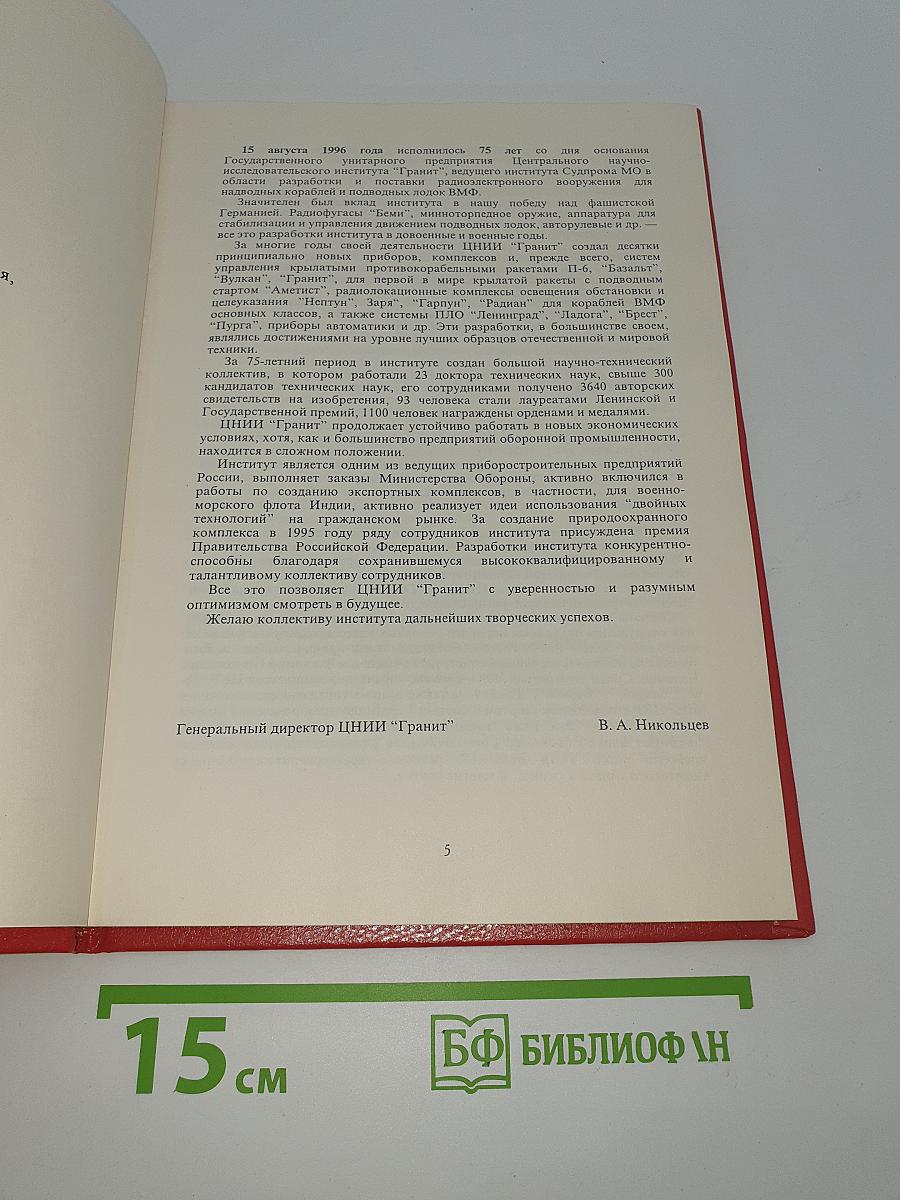 я,
15 августа 1996 года исполнилось 75 лет со дня основания
Государственного унитарного предприятия Центрального научно-
исследовательского института “Гранит”, ведущего института Судпрома МО в
области разработки и поставки радиоэлектронного вооружения для
надводных кораблей и подводных лодок ВМФ.
Значителен был вклад института в нашу победу над фашистской
Германией. Радиофугасы “Беми”, минноторпедное оружие, аппаратура для
стабилизации и управления движением подводных лодок, авторулевые и др. —
все это разработки института в довоенные и военные годы.
За многие годы своей деятельности ЦНИИ “Гранит” создал десятки
принципиально новых приборов, комплексов и, прежде всего, систем
управления крылатыми противокорабельными ракетами П-6, “Базальт”,
“Вулкан”, “Гранит”, для первой в мире крылатой ракеты с подводным
стартом “Аметист”, радиолокационные комплексы освещения обстановки и
целеуказания ”Нептун”, Заря“, “Гарпун”, “Радиан” для кораблей ВМФ
основных классов, а также системы ПЛО “Ленинград”, “Ладога”, “Брест”,
“Пурга”, приборы автоматики и др. Эти разработки, в большинстве своем,
являлись достижениями на уровне лучших образцов отечественной и мировой
техники.
За 75-летний период в институте создан большой научно-технический
коллектив, в котором работали 23 доктора технических наук, свыше 300
кандидатов технических наук, его сотрудниками получено 3640 авторских
свидетельств на изобретения, 93 человека стали лауреатами Ленинской и
Государственной премий, 1100 человек награждены орденами и медалями.
ЦНИИ “Гранит” продолжает устойчиво работать в новых экономических
условиях, хотя, как и большинство предприятий оборонной промышленности,
находится в сложном положении.
Институт является одним из ведущих приборостроительных предприятий
России, выполняет заказы Министерства Обороны, активно включился в
работы по созданию экспортных комплексов, в частности, для военно-
морского флота Индии, активно реализует идеи использования “двойных
технологий” на гражданском рынке. За создание природоохранного
комплекса в 1995 году ряду сотрудников института присуждена премия
Правительства Российской Федерации. Разработки института конкурентно-
способны благодаря сохранившемуся высококвалифицированному и
талантливому коллективу сотрудников.
Все это позволяет ЦНИИ “Гранит” с уверенностью и разумным
оптимизмом смотреть в будущее.
Желаю коллективу института дальнейших творческих успехов.
Генеральный директор ЦНИИ “Гранит” В. А. Никольцев
5
15 см БФ БИБЛИОФАН